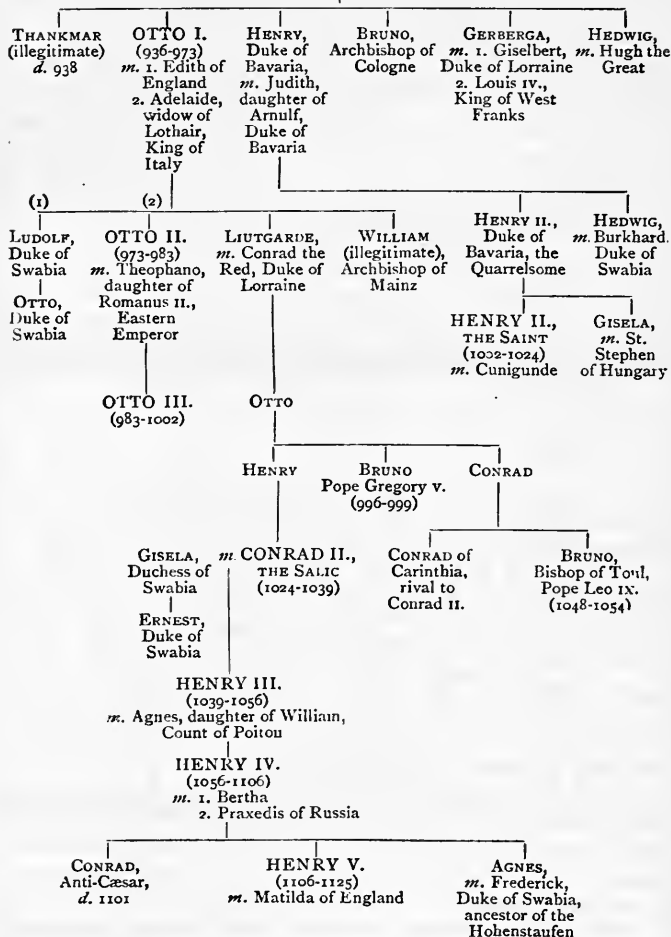 THANKMAR
(illegitimate)
d. 938
OTTO I.
(936-973)
m. 1. Edith of
England
2. Adelaide,
widow of
Lothair,
King of
Italy
HENRY,
Duke of
Bavaria,
m. Judith,
daughter of
Arnulf,
Duke of
Bavaria
BRUNO,
Archbishop of
Cologne
GERBERGA,
m. 1. Giselbert,
Duke of Lorraine
2. Louis IV.,
King of West
Franks
HEDWIG,
m. Hugh the
Great
(1)
(2)
LUDOLF,
Duke of
Swabia
OTTO,
Duke of
Swabia
OTTO II.
(973-983)
m. Theophano,
daughter of
Romanus II.,
Eastern
Emperor
OTTO III.
(983-1002)
LIUTGARDE,
m. Conrad the
Red, Duke of
Lorraine
WILLIAM
(illegitimate),
Archbishop of
Mainz
HENRY II.,
Duke of
Bavaria, the
Quarrelsome
HEDWIG,
m. Burkhard.
Duke of
Swabia
HENRY II.,
THE SAINT
(1002-1024)
m. Cunigunde
GISELA,
m. St.
Stephen
of Hungary
OTTO
HENRY
BRUNO
Pope Gregory V.
(996-999)
CONRAD
GISELA,
Duchess of
Swabia
ERNEST,
Duke of
Swabia
m. CONRAD II.,
THE SALIC
(1024-1039)
CONRAD OF
Carinthia,
rival to
Conrad II.
BRUNO,
Bishop of Toul,
Pope Leo IX.
(1048-1054)
HENRY III.
(1039-1056)
m. Agnes, daughter of William,
Count of Poitou
HENRY IV.
(1056-1106)
m. 1. Bertha
2. Praxedis of Russia
CONRAD,
Anti-Cæsar,
d. 1101
HENRY V.
(1106-1125)
m. Matilda of England
AGNES,
m. Frederick,
Duke of Swabia,
ancestor of the
Hohenstaufen